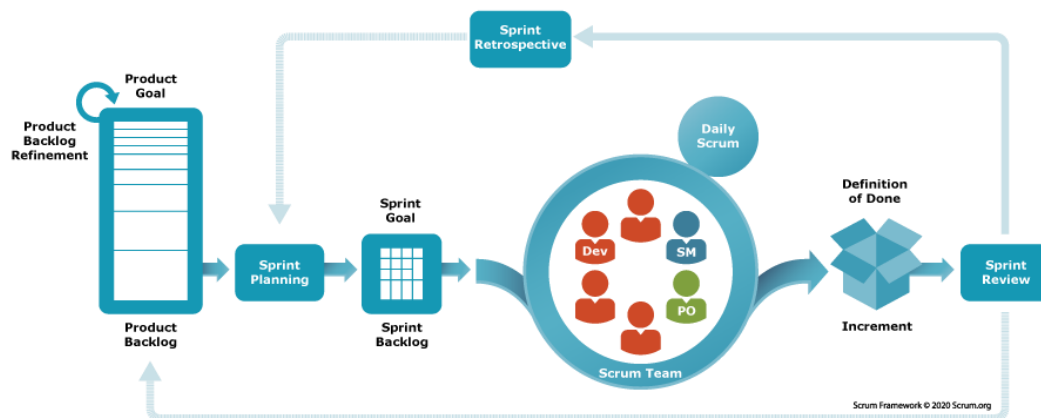 Sprint
Retrospective
Product
Goal
Product
Backlog
Refinement
Daily
Scrum
Definition
of Done
Sprint
Goal
Dev
SM
Sprint
Planning
Sprint
Review
PO
Product
Backlog
Sprint
Backlog
Increment
Scrum Team
Scrum Framework © 2020 Scrum.org